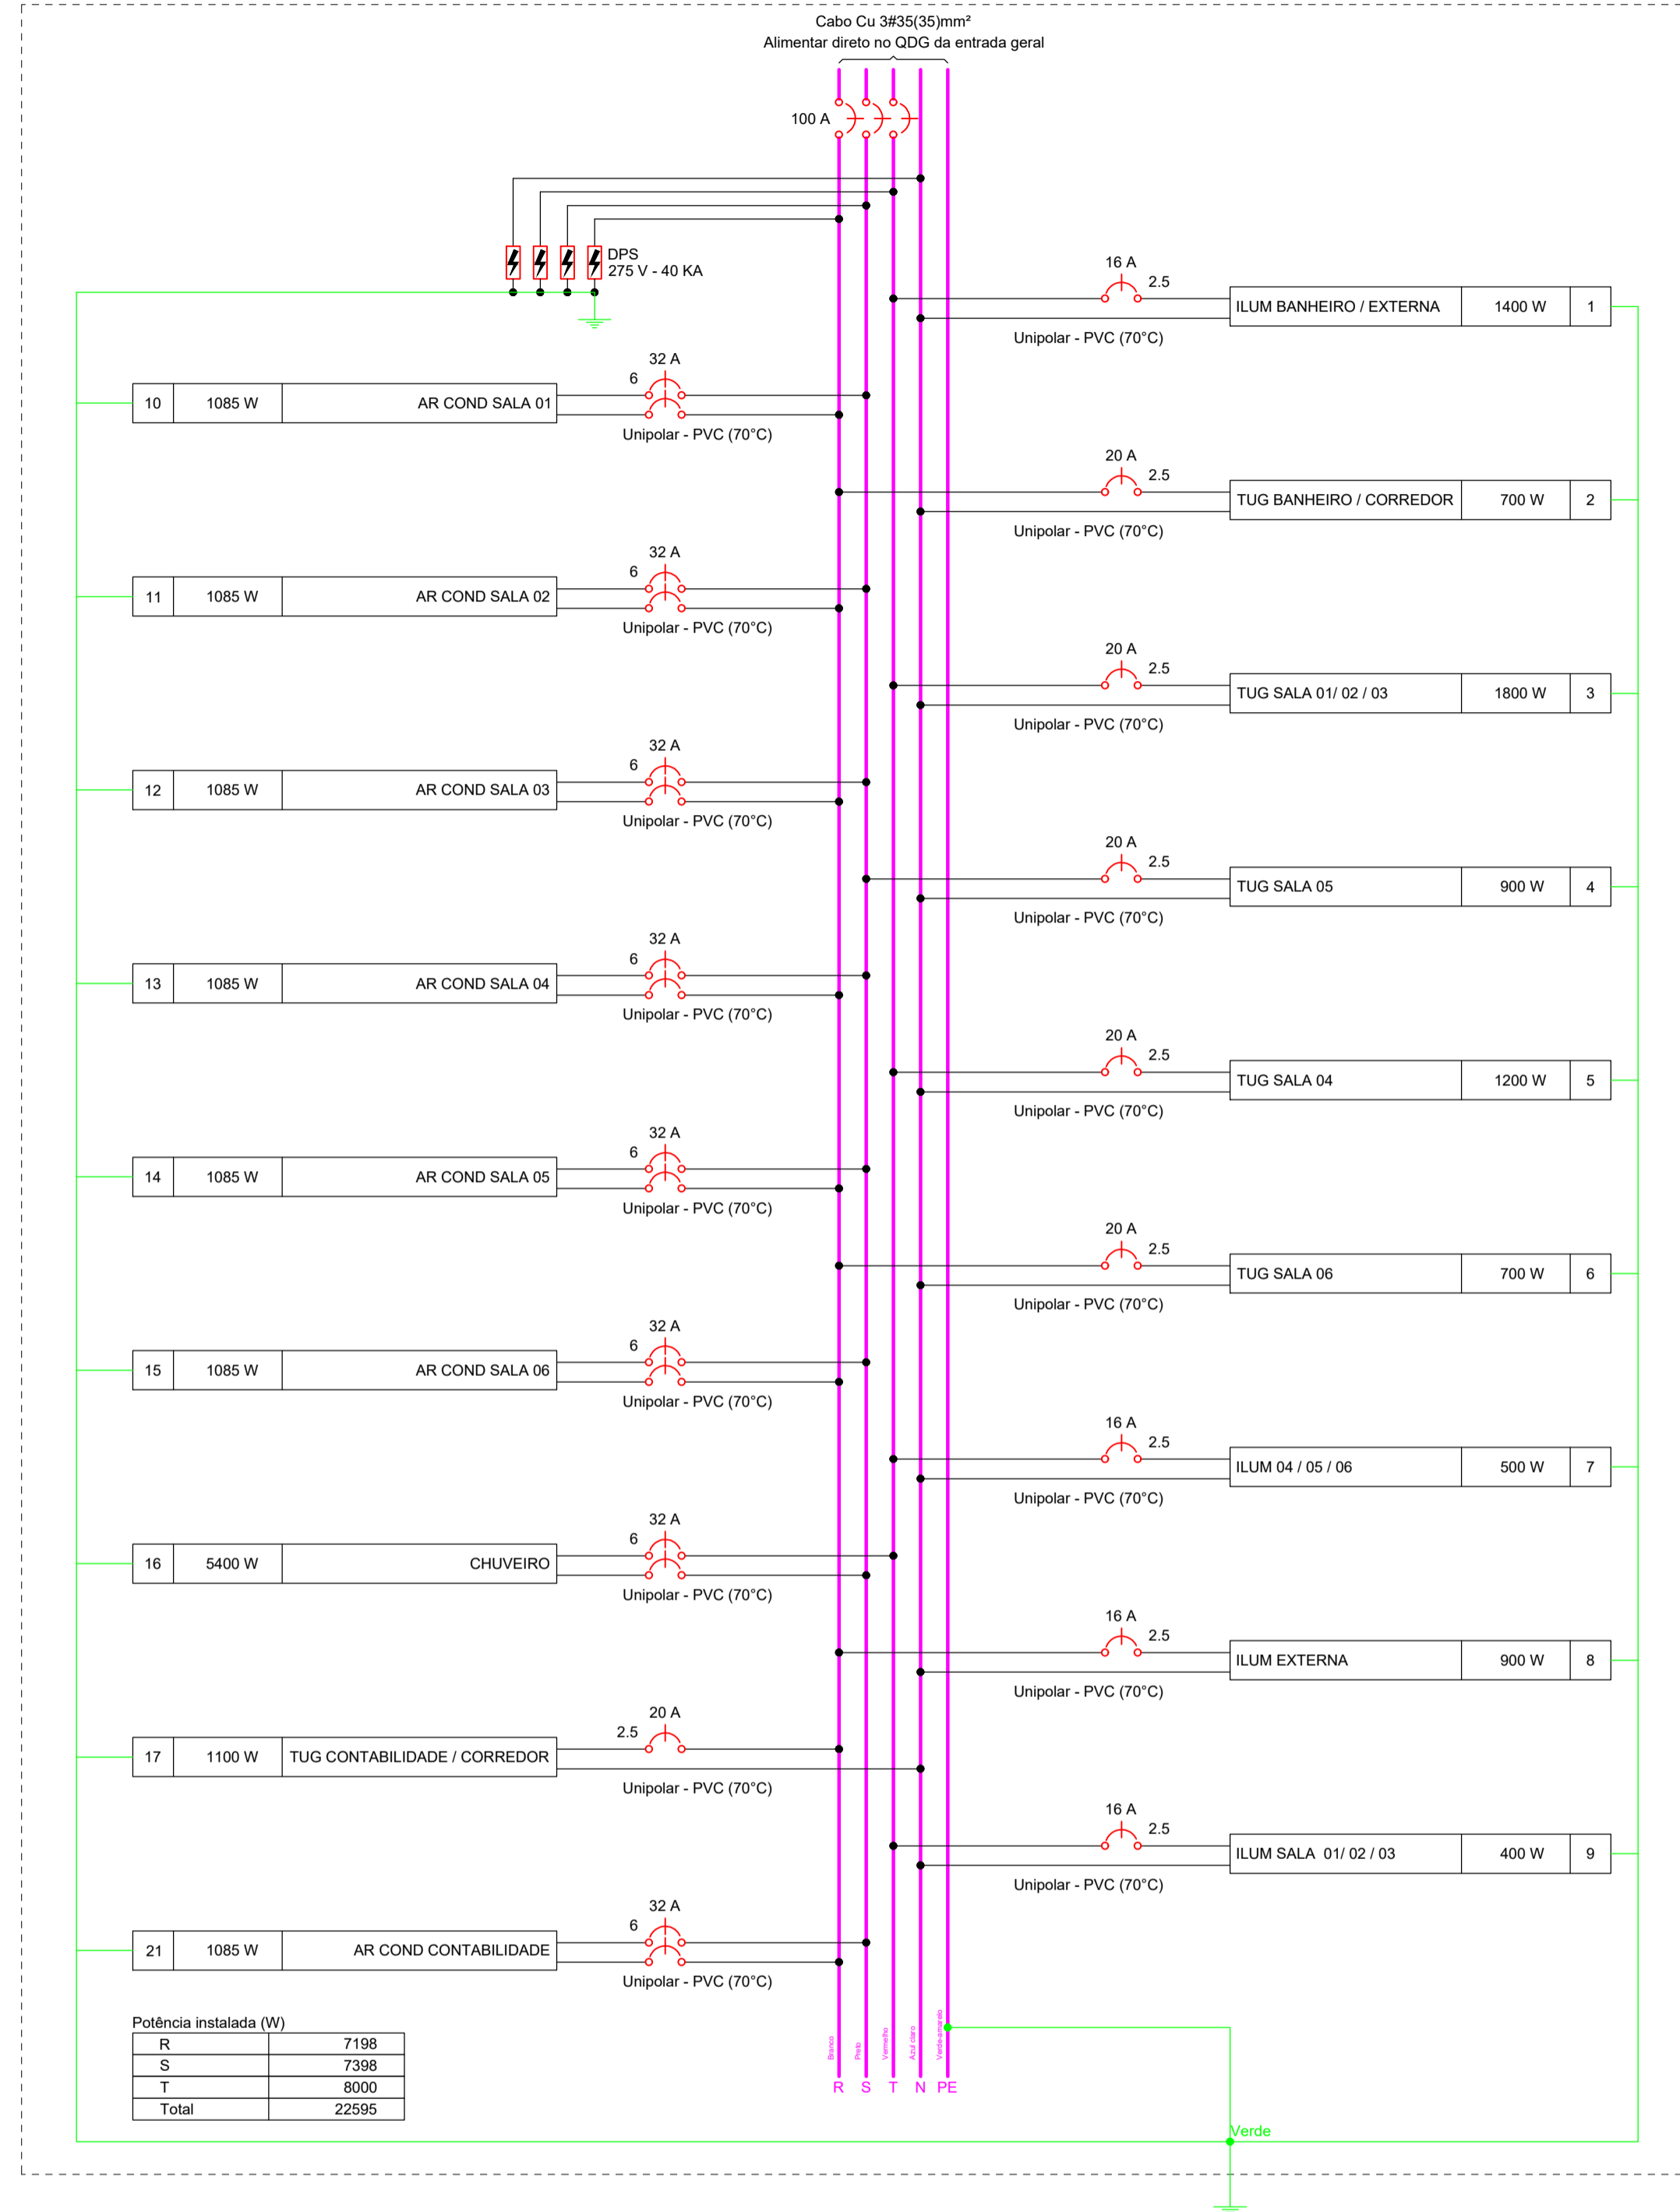 Cabo Cu 3#35(35)mm²
Alimentar direto no QDG da entrada geral
100 A
DPS
275 V - 40 KA
16 A
2.5
ILUM BANHEIRO / EXTERNA 1400 W 1
Unipolar - PVC (70°C)
32 A
6
10 1085 W AR COND SALA 01
Unipolar - PVC (70°C)
20 A
2.5
TUG BANHEIRO / CORREDOR 700 W 2
Unipolar - PVC (70°C)
32 A
6
11 1085 W AR COND SALA 02
Unipolar - PVC (70°C)
20 A
2.5
TUG SALA 01/ 02 / 03 1800 W 3
Unipolar - PVC (70°C)
32 A
6
12 1085 W AR COND SALA 03
Unipolar - PVC (70°C)
20 A
2.5
TUG SALA 05 900 W 4
Unipolar - PVC (70°C)
32 A
6
13 1085 W AR COND SALA 04
Unipolar - PVC (70°C)
20 A
2.5
TUG SALA 04 1200 W 5
Unipolar - PVC (70°C)
32 A
6
14 1085 W AR COND SALA 05
Unipolar - PVC (70°C)
20 A
2.5
TUG SALA 06 700 W 6
Unipolar - PVC (70°C)
32 A
6
15 1085 W AR COND SALA 06
Unipolar - PVC (70°C)
16 A
2.5
ILUM 04 / 05 / 06 500 W 7
Unipolar - PVC (70°C)
32 A
6
16 5400 W CHUVEIRO
Unipolar - PVC (70°C)
16 A
2.5
ILUM EXTERNA 900 W 8
Unipolar - PVC (70°C)
20 A
2.5
17 1100 W TUG CONTABILIDADE / CORREDOR
Unipolar - PVC (70°C)
16 A
2.5
ILUM SALA 01/ 02 / 03 400 W 9
Unipolar - PVC (70°C)
32 A
6
21 1085 W AR COND CONTABILIDADE
Unipolar - PVC (70°C)
Potência instalada (W)
R 7198
S 7398
T 8000
Total 22595
Branco
Preto
Vermelho
Azul claro
Verde-amarelo
R S T N PE
Verde